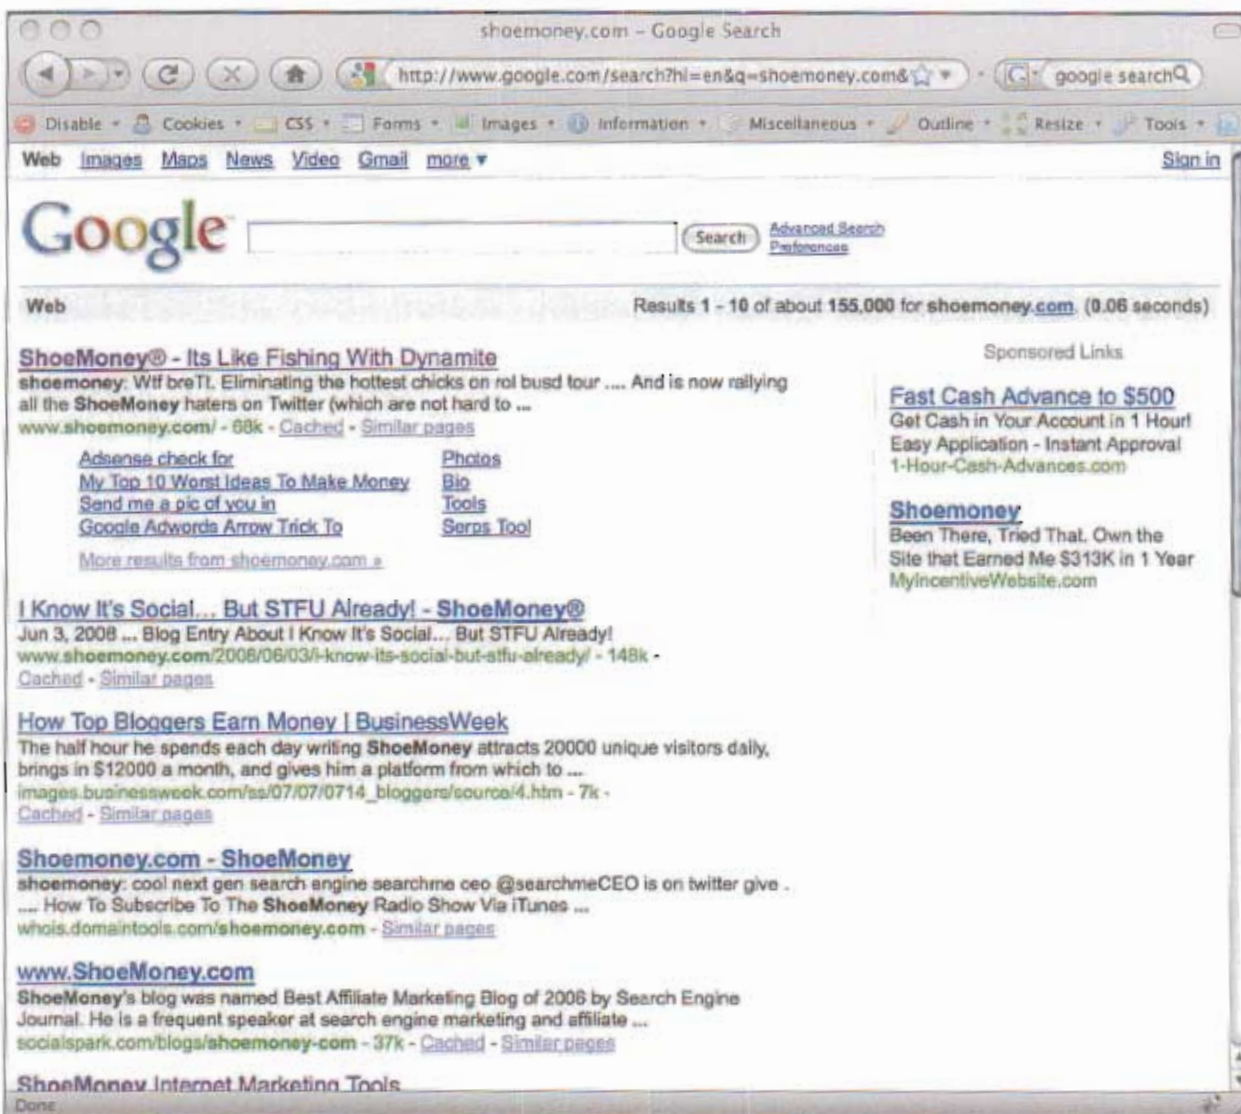 shoemoney.com - Google Search
http://www.google.com/search?hl=en&q=shoemoney.com&
google search
Disable Cookies CSS Forms Images Information Miscellaneous Outline Resize Tools
Web Images Maps News Video Gmail more ▼ Sign in
Google Search Advanced Search
Preferences
Web Results 1 - 10 of about 155,000 for shoemoney.com. (0.06 seconds)
ShoeMoney® - Its Like Fishing With Dynamite
shoemoney: Wtf breTt. Eliminating the hottest chicks on rol busd tour .... And is now rallying
all the ShoeMoney haters on Twitter (which are not hard to ...
www.shoemoney.com/ - 68k - Cached - Similar pages
Adsense check for Photos
My Top 10 Worst Ideas To Make Money Bio
Send me a pic of you in Tools
Google Adwords Arrow Trick To Serps Tool
More results from shoemoney.com »
I Know It's Social... But STFU Already! - ShoeMoney®
Jun 3, 2008 ... Blog Entry About I Know It's Social... But STFU Already!
www.shoemoney.com/2008/06/03/i-know-its-social-but-stfu-already/ - 148k -
Cached - Similar pages
How Top Bloggers Earn Money | BusinessWeek
The half hour he spends each day writing ShoeMoney attracts 20000 unique visitors daily,
brings in $12000 a month, and gives him a platform from which to ...
images.businessweek.com/ss/07/07/0714_bloggers/source/4.htm - 7k -
Cached - Similar pages
Shoemoney.com - ShoeMoney
shoemoney: cool next gen search engine searchme ceo @searchmeCEO is on twitter give .
.... How To Subscribe To The ShoeMoney Radio Show Via iTunes ...
whois.domaintools.com/shoemoney.com - Similar pages
www.ShoeMoney.com
ShoeMoney's blog was named Best Affiliate Marketing Blog of 2006 by Search Engine
Journal. He is a frequent speaker at search engine marketing and affiliate ...
socialspark.com/blogs/shoemoney-com - 37k - Cached - Similar pages
ShoeMoney Internet Marketing Tools
Sponsored Links
Fast Cash Advance to $500
Get Cash in Your Account in 1 Hour!
Easy Application - Instant Approval
1-Hour-Cash-Advances.com
Shoemoney
Been There, Tried That. Own the
Site that Earned Me $313K in 1 Year
MyIncentiveWebsite.com
Done